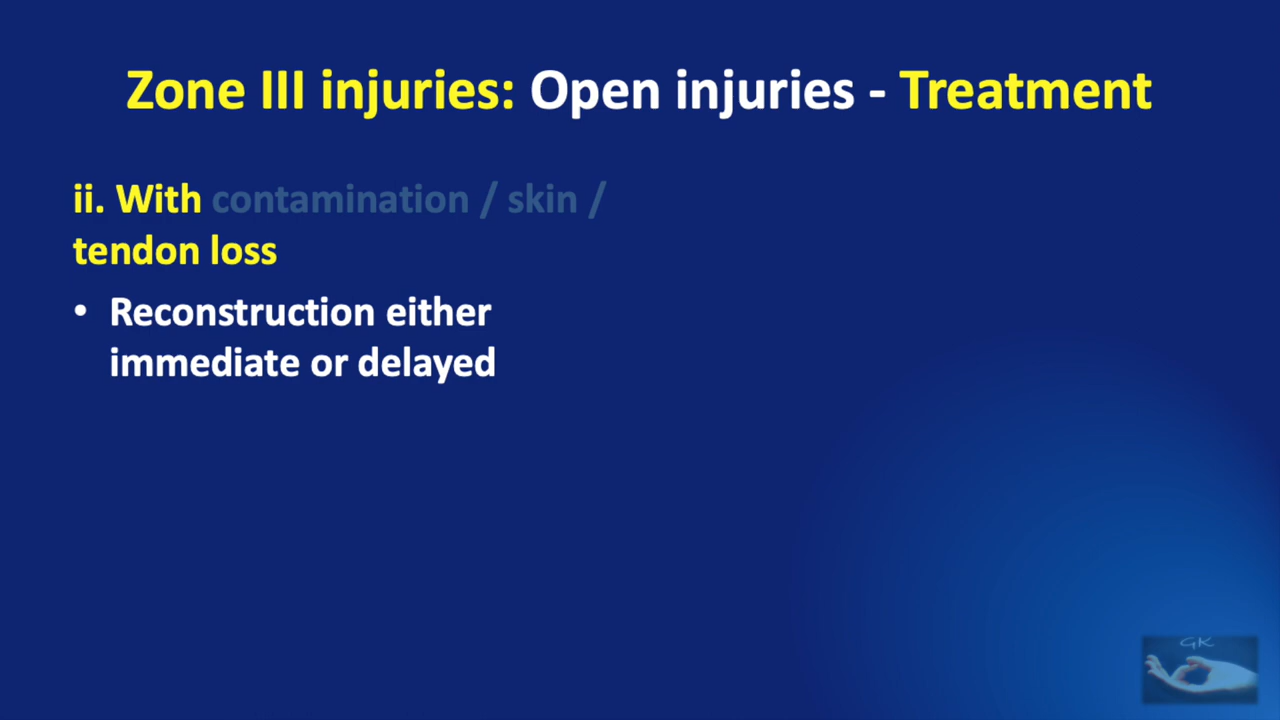 Zone III injuries: Open injuries - Treatment
ii. With contamination / skin /
tendon loss
• Reconstruction either
immediate or delayed
GK